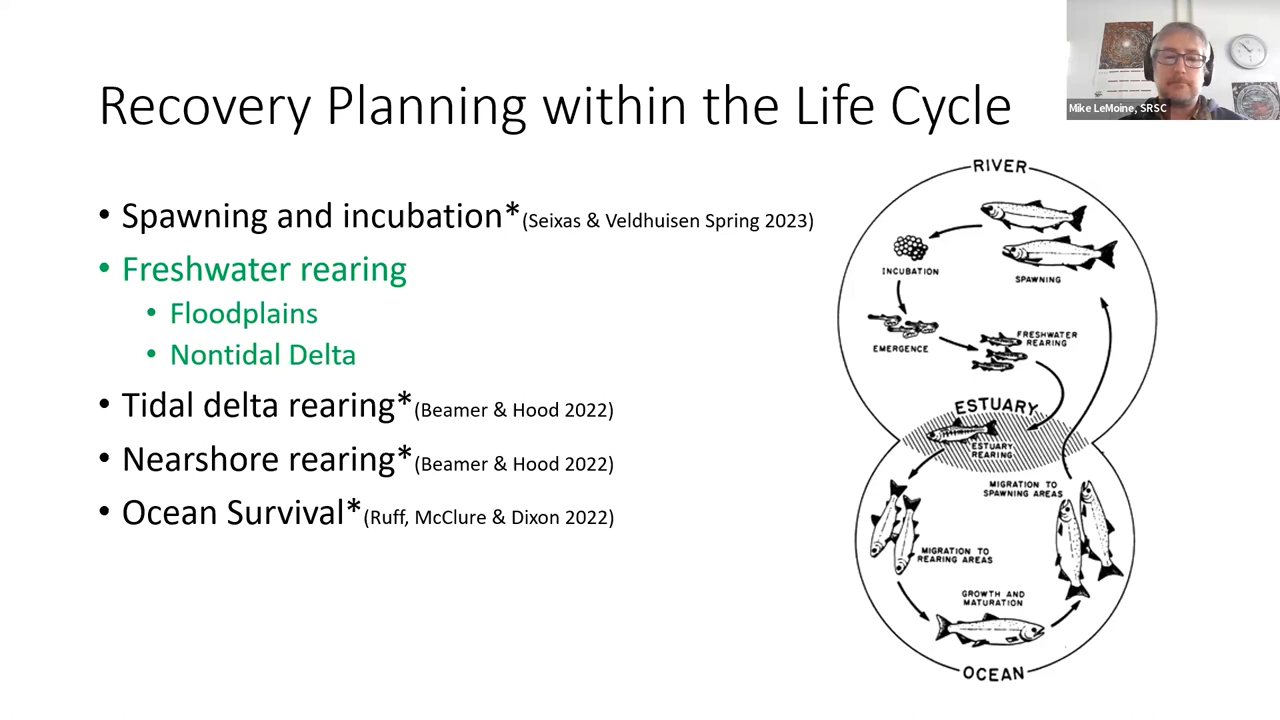 Recovery Planning within the Life Cycle
Mike LeMoine, SRSC
• Spawning and incubation*(Seixas & Veldhuisen Spring 2023)
• Freshwater rearing
• Floodplains
• Nontidal Delta
• Tidal delta rearing*(Beamer & Hood 2022)
• Nearshore rearing*(Beamer & Hood 2022)
• Ocean Survival*(Ruff, McClure & Dixon 2022)
RIVER
INCUBATION
SPAWNING
EMERGENCE
FRESHWATER
REARING
ESTUARY
ESTUARY
REARING
MIGRATION TO
SPAWNING AREAS
MIGRATION TO
REARING AREAS
GROWTH AND
MATURATION
OCEAN